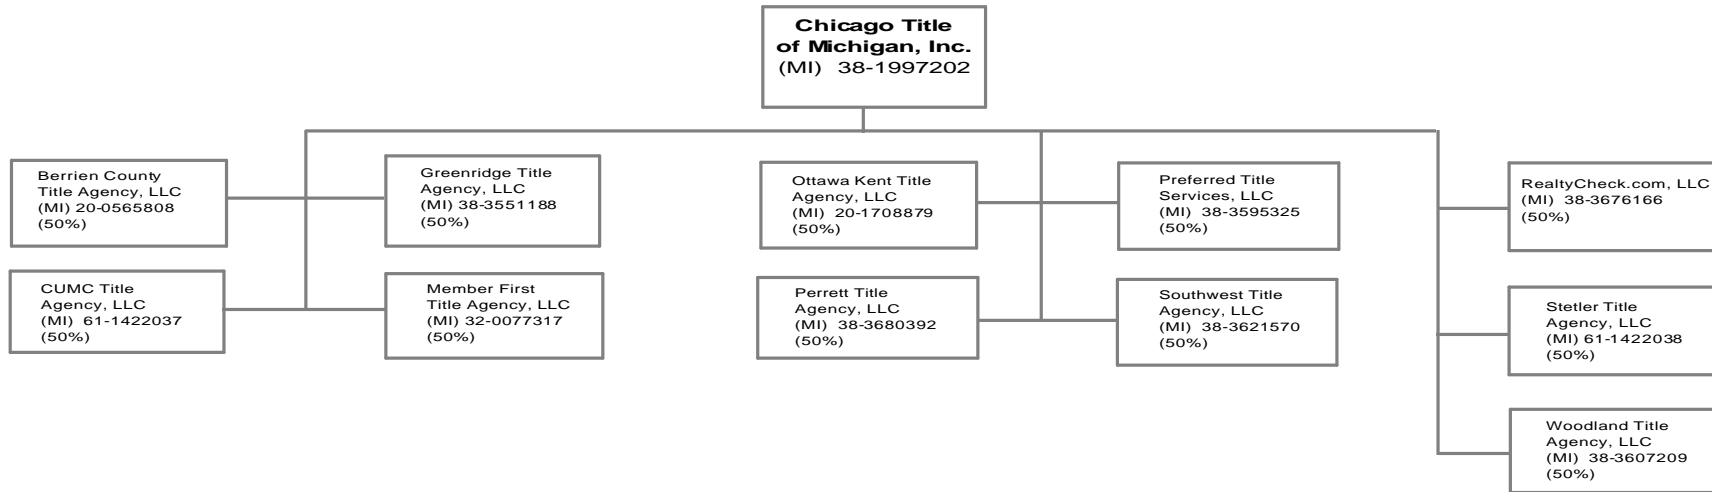 Chicago Title
of Michigan, Inc.
(MI) 38-1997202
Berrien County
Title Agency, LLC
(MI) 20-0565808
(50%)
Greenridge Title
Agency, LLC
(MI) 38-3551188
(50%)
Ottawa Kent Title
Agency, LLC
(MI) 20-1708879
(50%)
Preferred Title
Services, LLC
(MI) 38-3595325
(50%)
RealtyCheck.com, LLC
(MI) 38-3676166
(50%)
CUMC Title
Agency, LLC
(MI) 61-1422037
(50%)
Member First
Title Agency, LLC
(MI) 32-0077317
(50%)
Perrett Title
Agency, LLC
(MI) 38-3680392
(50%)
Southwest Title
Agency, LLC
(MI) 38-3621570
(50%)
Stetler Title
Agency, LLC
(MI) 61-1422038
(50%)
Woodland Title
Agency, LLC
(MI) 38-3607209
(50%)